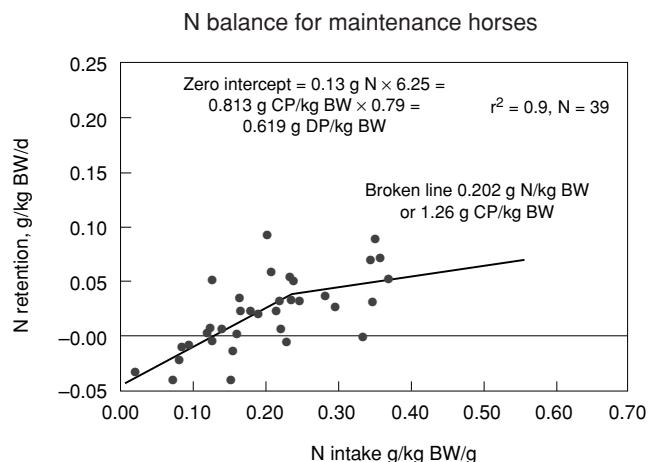 N balance for maintenance horses
0.25
0.20
0.15
0.10
0.05
–0.00
–0.05
N retention, g/kg BW/d
Zero intercept = 0.13 g N × 6.25 =
0.813 g CP/kg BW × 0.79 =
0.619 g DP/kg BW
r² = 0.9, N = 39
Broken line 0.202 g N/kg BW
or 1.26 g CP/kg BW
0.00 0.10 0.20 0.30 0.40 0.50 0.60 0.70
N intake g/kg BW/g